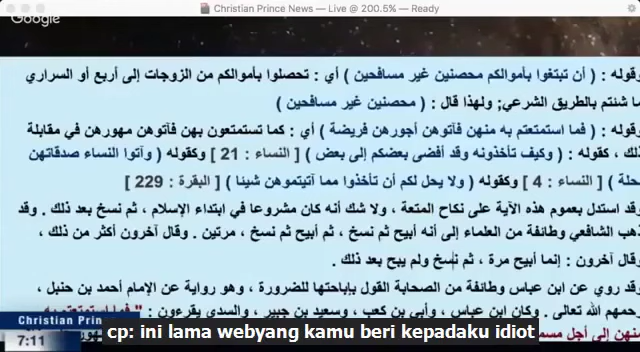 Christian Prince News — Live @ 200.5% — Ready
Google
وقوله : ( أن تبتغوا بأموالكم محصنين غير مسافحين ) أي : تحصلوا بأموالكم من الزوجات إلى أربع أو السراري
ما شئتم بالطريق الشرعي; ولهذا قال : ( محصنين غير مسافحين )
وقوله : ( فما استمتعتم به منهن فآتوهن أجورهن فريضة ) أي : كما تستمتعون بهن فآتوهن مهورهن في مقابلة
ذلك ، كقوله : ( وكيف تأخذونه وقد أفضى بعضكم إلى بعض ) [ النساء : 21 ] وكقوله ( وآتوا النساء صدقاتهن
نحلة ) [ النساء : 4 ] وكقوله ( ولا يحل لكم أن تأخذوا مما آتيتموهن شيئا ) [ البقرة : 229 ]
وقد استدل بعموم هذه الآية على نكاح المتعة ، ولا شك أنه كان مشروعا في ابتداء الإسلام ، ثم نسخ بعد ذلك . وقد
ذهب الشافعي وطائفة من العلماء إلى أنه أبيح ثم نسخ ، ثم أبيح ثم نسخ ، مرتين . وقال آخرون أكثر من ذلك ،
وقال آخرون : إنما أبيح مرة ، ثم نسخ ولم يبح بعد ذلك .
وقد روي عن ابن عباس وطائفة من الصحابة القول بإباحتها للضرورة ، وهو رواية عن الإمام أحمد بن حنبل ،
رحمهم الله تعالى . وكان ابن عباس ، وأبي بن كعب ، وسعيد بن جبير ، والسدي يقرءون : " فما استمتعتم به
منهن إلى أجل مسم
Christian Prin
7:11
cp: ini lama webyang kamu beri kepadaku idiot